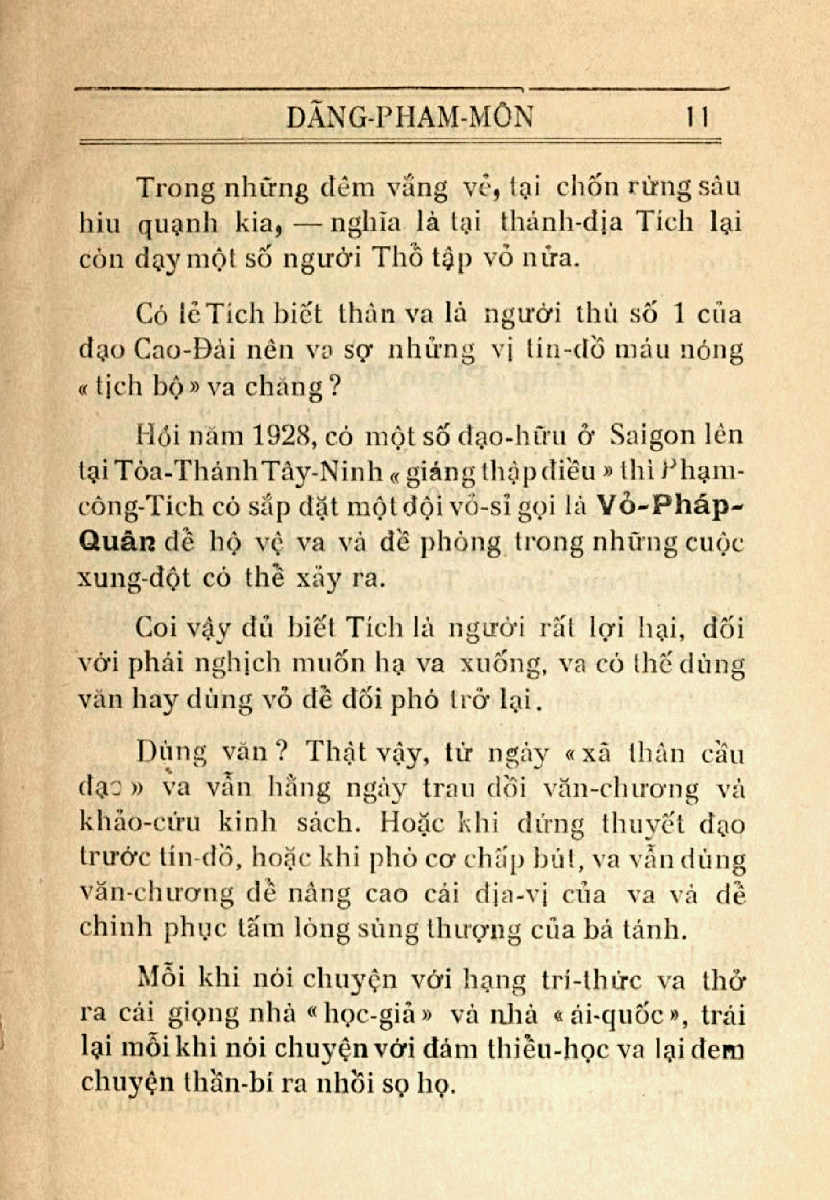 DẢNG-PHẠM-MÔN 11
Trong những đêm vắng vẻ, tại chốn rừng sâu
hiu quạnh kia, — nghĩa là tại thánh-địa Tích lại
còn dạy một số người Thổ tập vỏ nửa.
Có lẻ Tích biết thân va là người thù số 1 của
đạo Cao-Đài nên va sợ những vị tín-đồ máu nóng
« tịch bộ » va chăng ?
Hồi năm 1928, có một số đạo-hữu ở Saigon lên
tại Tòa-Thánh Tây-Ninh « giáng thập điều » thì Phạm-
công-Tích có sắp đặt một đội vỏ-sỉ gọi là Vỏ-Pháp-
Quân để hộ vệ va và đề phòng trong những cuộc
xung-đột có thể xảy ra.
Coi vậy đủ biết Tích là người rất lợi hại, đối
với phái nghịch muốn hạ va xuống, va có thể dùng
văn hay dùng vỏ để đối phó trở lại.
Dùng văn ? Thật vậy, từ ngày « xã thân cầu
đạo » va vẫn hằng ngày trau dồi văn-chương và
khảo-cứu kinh sách. Hoặc khi đứng thuyết đạo
trước tín-đồ, hoặc khi phò cơ chấp bút, va vẫn dùng
văn-chương để nâng cao cái địa-vị của va và để
chinh phục tấm lòng sùng thượng của bá tánh.
Mỗi khi nói chuyện với hạng trí-thức va thở
ra cái giọng nhà « học-giả » và nhà « ái-quốc », trái
lại mỗi khi nói chuyện với đám thiểu-học va lại đem
chuyện thần-bí ra nhồi sọ họ.